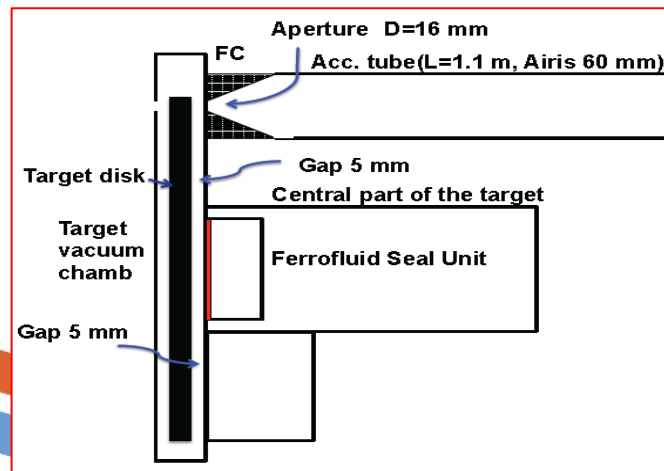 Aperture D=16 mm
FC
Acc. tube(L=1.1 m, Airis 60 mm)
Gap 5 mm
Target disk
Central part of the target
Target
vacuum
chamb
Ferrofluid Seal Unit
Gap 5 mm